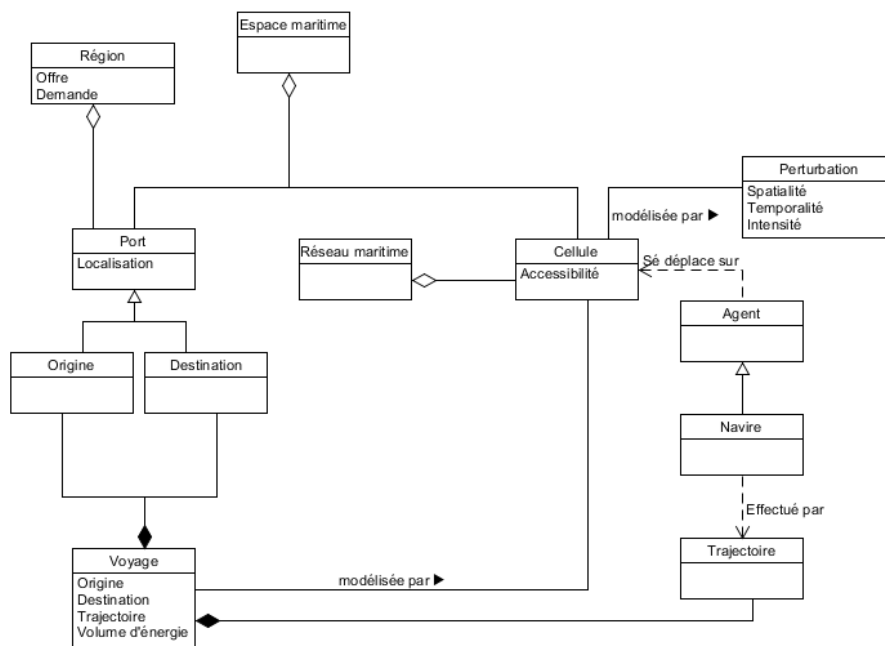 Espace maritime
Région
Offre
Demande
Perturbation
Spatialité
Temporalité
Intensité
modélisée par ▶
Port
Localisation
Réseau maritime
Cellule
Accessibilité
Sé déplace sur
Agent
Origine
Destination
Navire
Effectué par
Trajectoire
Voyage
Origine
Destination
Trajectoire
Volume d'énergie
modélisée par ▶